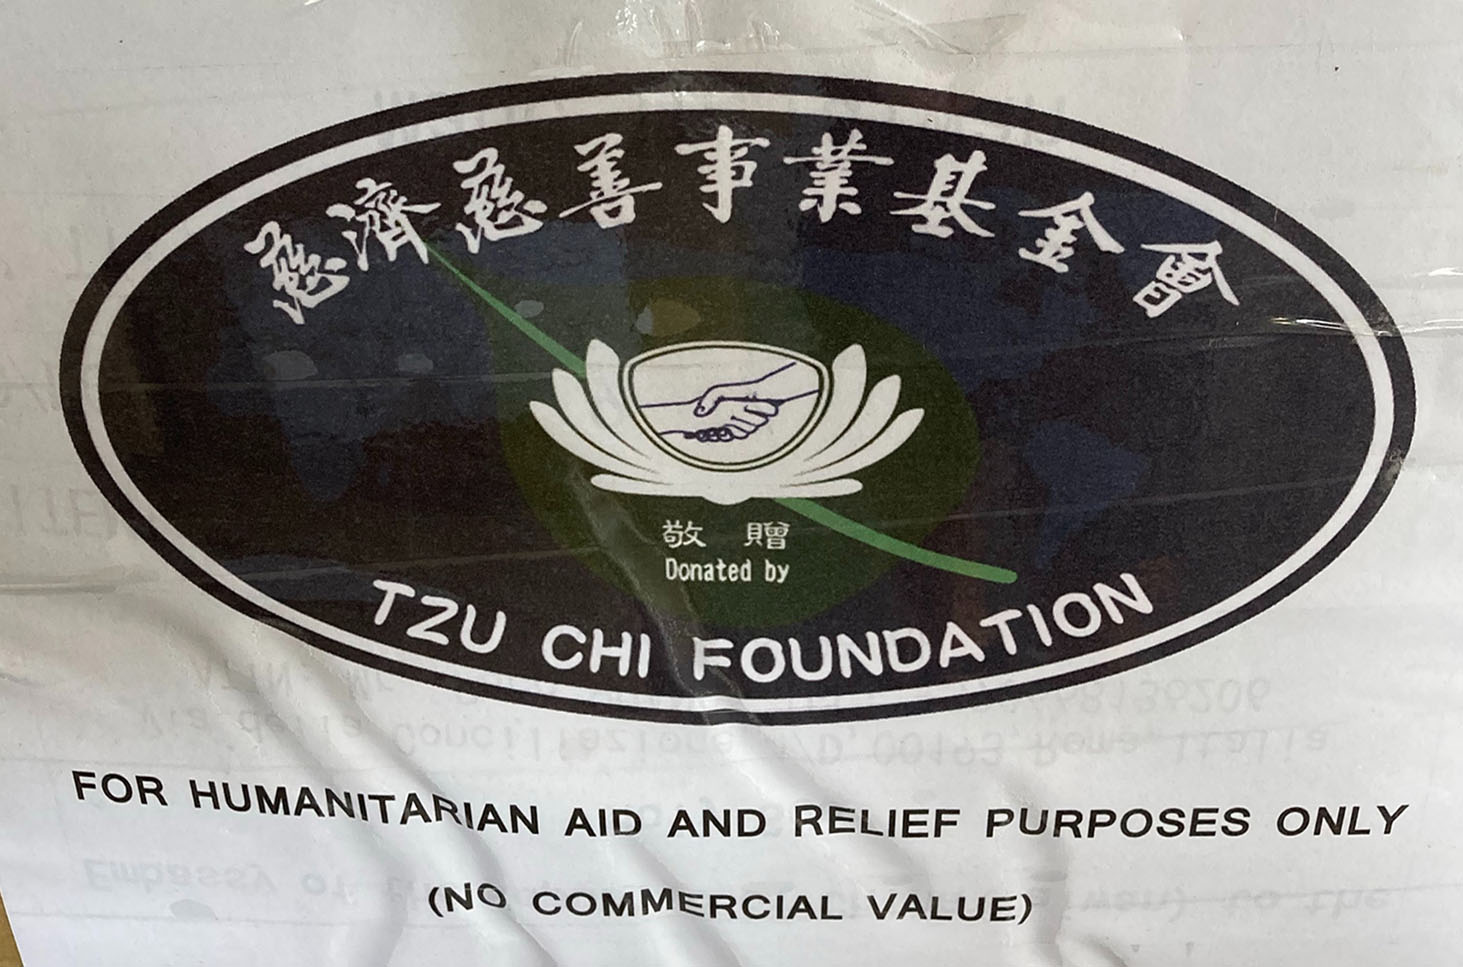 慈濟慈善事業基金會
敬 贈
Donated by
TZU CHI FOUNDATION
FOR HUMANITARIAN AID AND RELIEF PURPOSES ONLY
(NO COMMERCIAL VALUE)